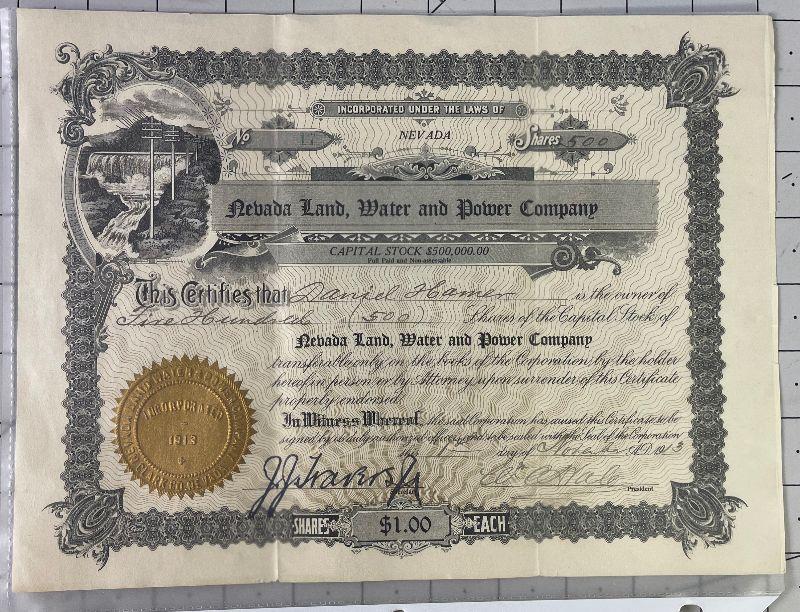 INCORPORATED UNDER THE LAWS OF
No
NEVADA
Shares 500
Nevada Land, Water and Power Company
CAPITAL STOCK $500,000.00
Full Paid and Non-assessable
This Certifies that Daniel Hamer is the owner of
Five Hundred (500) Shares of the Capital Stock of
Nevada Land, Water and Power Company
transferable only on the books of the Corporation by the holder
hereof in person or by Attorney upon surrender of this Certificate
properly endorsed.
In Witness Whereof, the said Corporation has caused this Certificate to be
signed by its duly authorized officers and to be sealed with the Seal of the Corporation
day of A.D. 1913
INCORPORATED
1913
J. J. Travers Jr
President
SHARES $1.00 EACH